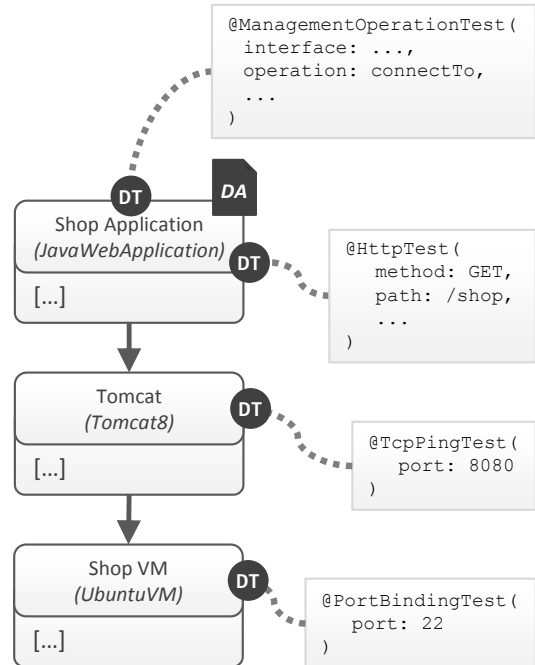 @ManagementOperationTest(
interface: ...,
operation: connectTo,
...
)
DT
DA
Shop Application
(JavaWebApplication)
DT
[...]
@HttpTest(
method: GET,
path: /shop,
...
)
Tomcat
(Tomcat8)
DT
[...]
@TcpPingTest(
port: 8080
)
Shop VM
(UbuntuVM)
DT
[...]
@PortBindingTest(
port: 22
)